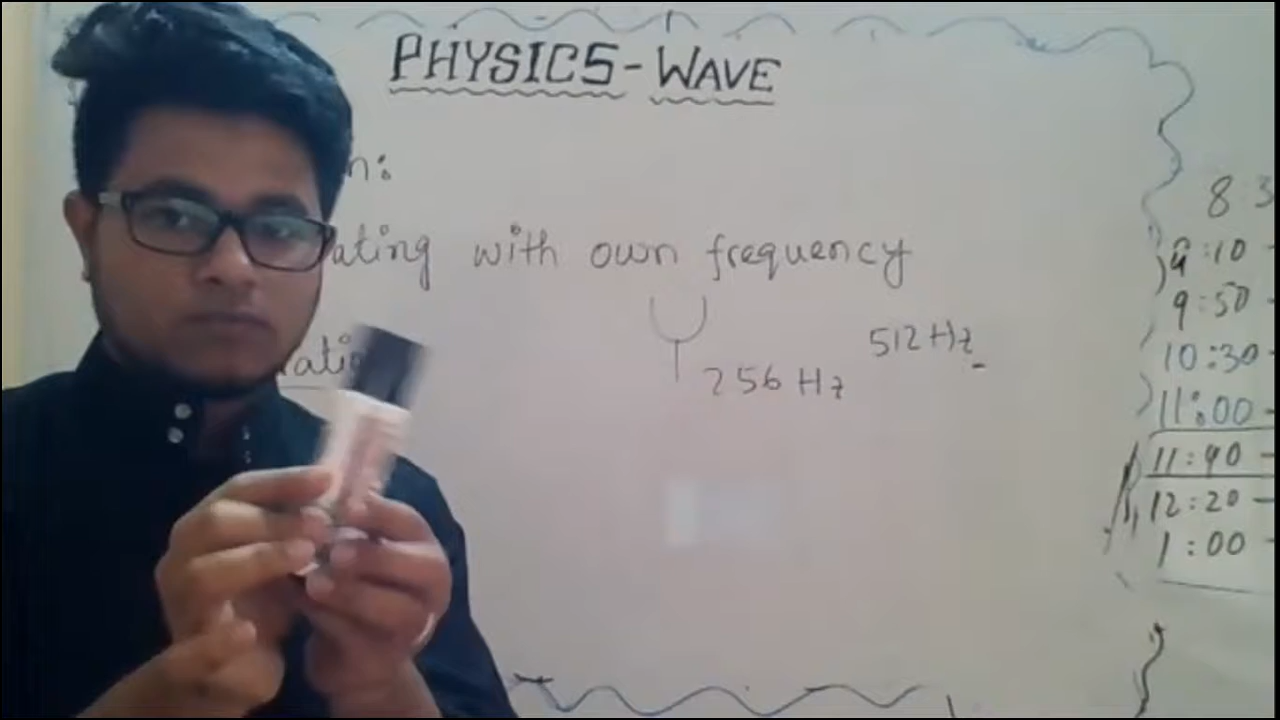 PHYSICS - WAVE
n:
ating with own frequency
512 Hz
ratio
256 Hz
8:3
9:10 -
9:50 -
10:30 -
11:00 -
11:40 -
12:20 -
1:00 -